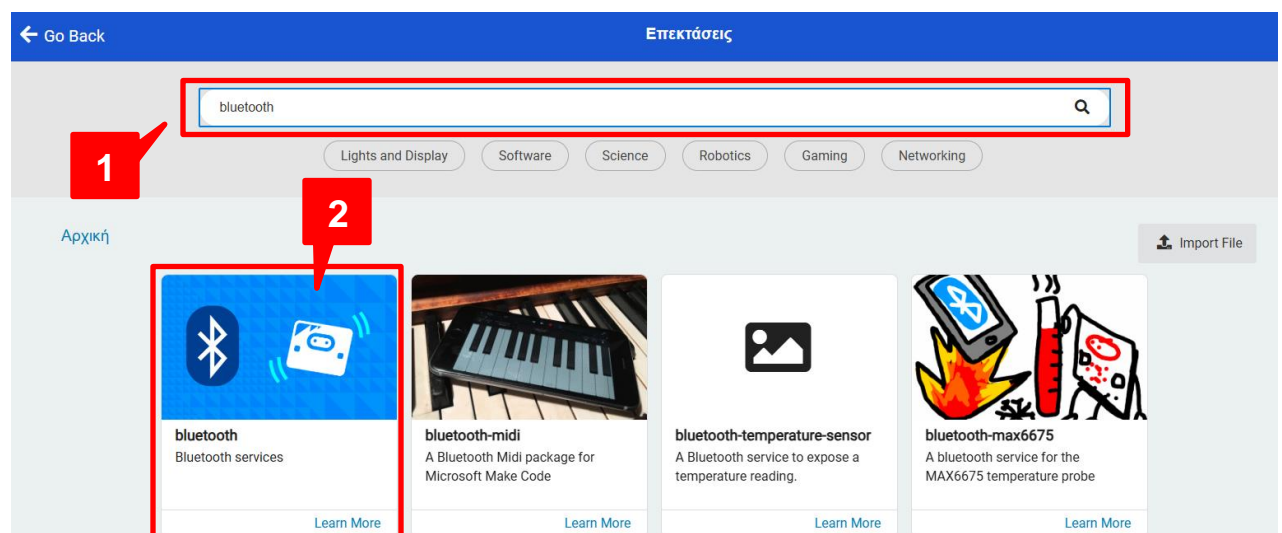 Go Back
Επεκτάσεις
bluetooth
1
Lights and Display
Software
Science
Robotics
Gaming
Networking
2
Αρχική
Import File
bluetooth
Bluetooth services
Learn More
bluetooth-midi
A Bluetooth Midi package for
Microsoft Make Code
Learn More
bluetooth-temperature-sensor
A Bluetooth service to expose a
temperature reading.
Learn More
bluetooth-max6675
A bluetooth service for the
MAX6675 temperature probe
Learn More